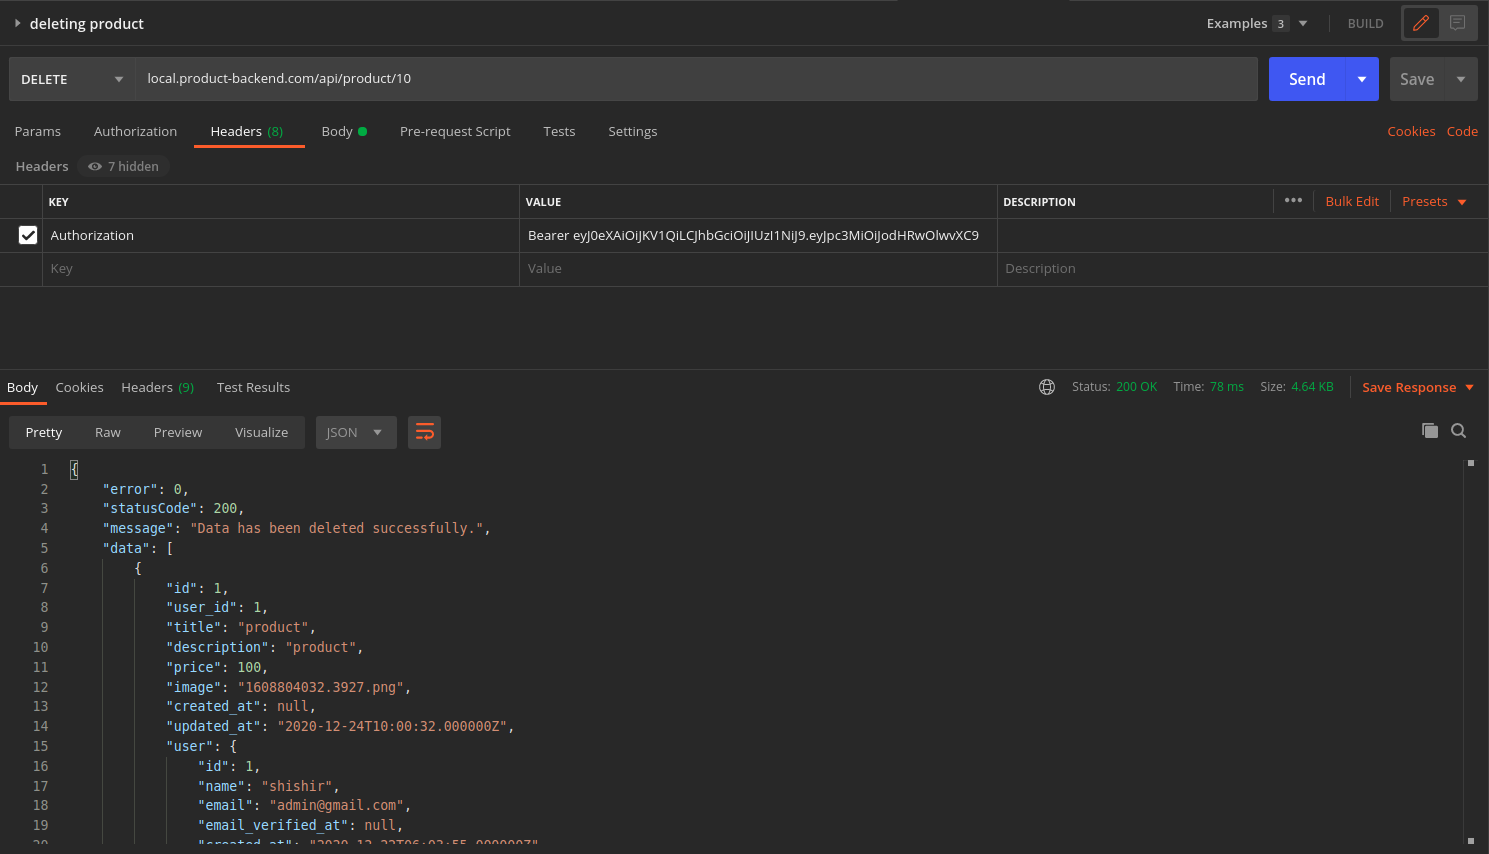 deleting product
Examples 3
BUILD
DELETE
local.product-backend.com/api/product/10
Send
Save
Params
Authorization
Headers (8)
Body
Pre-request Script
Tests
Settings
Cookies
Code
Headers
7 hidden
KEY
VALUE
DESCRIPTION
Bulk Edit
Presets
Authorization
Bearer eyJ0eXAiOiJKV1QiLCJhbGciOiJIUzI1NiJ9.eyJpc3MiOiJodHRwOlwvXC9
Key
Value
Description
Body
Cookies
Headers (9)
Test Results
Status: 200 OK
Time: 78 ms
Size: 4.64 KB
Save Response
Pretty
Raw
Preview
Visualize
JSON
1 {
2 "error": 0,
3 "statusCode": 200,
4 "message": "Data has been deleted successfully.",
5 "data": [
6 {
7 "id": 1,
8 "user_id": 1,
9 "title": "product",
10 "description": "product",
11 "price": 100,
12 "image": "1608804032.3927.png",
13 "created_at": null,
14 "updated_at": "2020-12-24T10:00:32.000000Z",
15 "user": {
16 "id": 1,
17 "name": "shishir",
18 "email": "admin@gmail.com",
19 "email_verified_at": null,
20 "created_at":